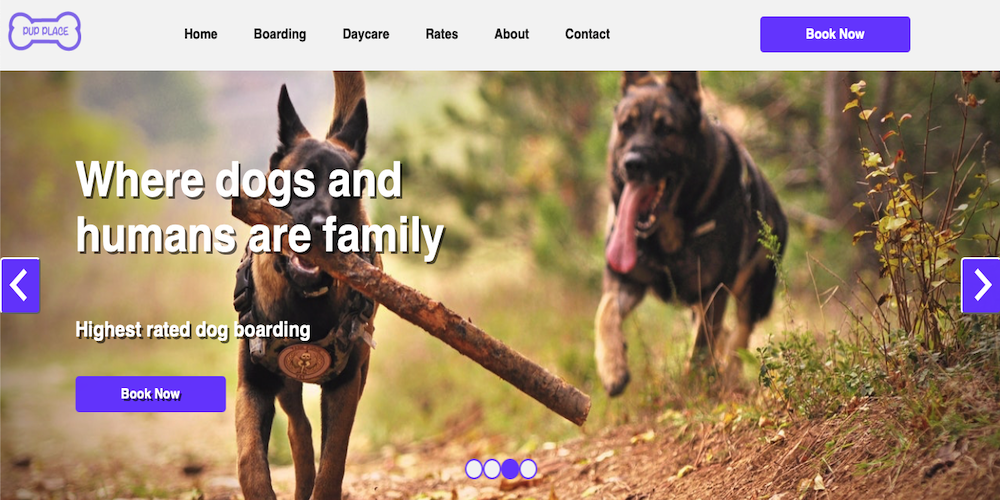 PUP PLACE
Home Boarding Daycare Rates About Contact Book Now
Where dogs and
humans are family
Highest rated dog boarding
Book Now